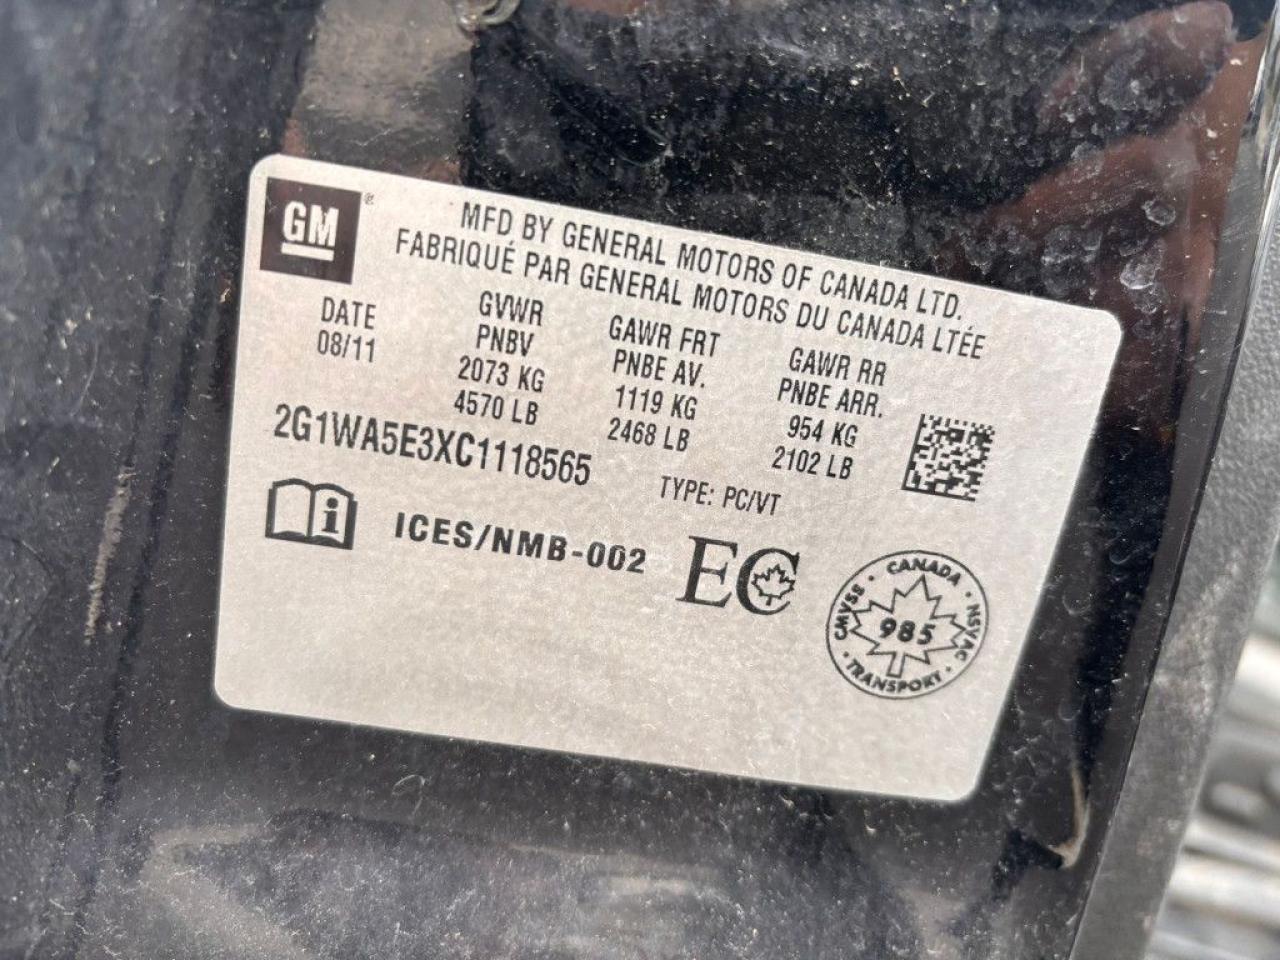 GM®
MFD BY GENERAL MOTORS OF CANADA LTD.
FABRIQUÉ PAR GENERAL MOTORS DU CANADA LTÉE
DATE
08/11
GVWR
PNBV
2073 KG
4570 LB
GAWR FRT
PNBE AV.
1119 KG
2468 LB
GAWR RR
PNBE ARR.
954 KG
2102 LB
2G1WA5E3XC1118565
TYPE: PC/VT
i
ICES/NMB-002
EC
CANADA
CMVSS · NSVAC
985
TRANSPORT